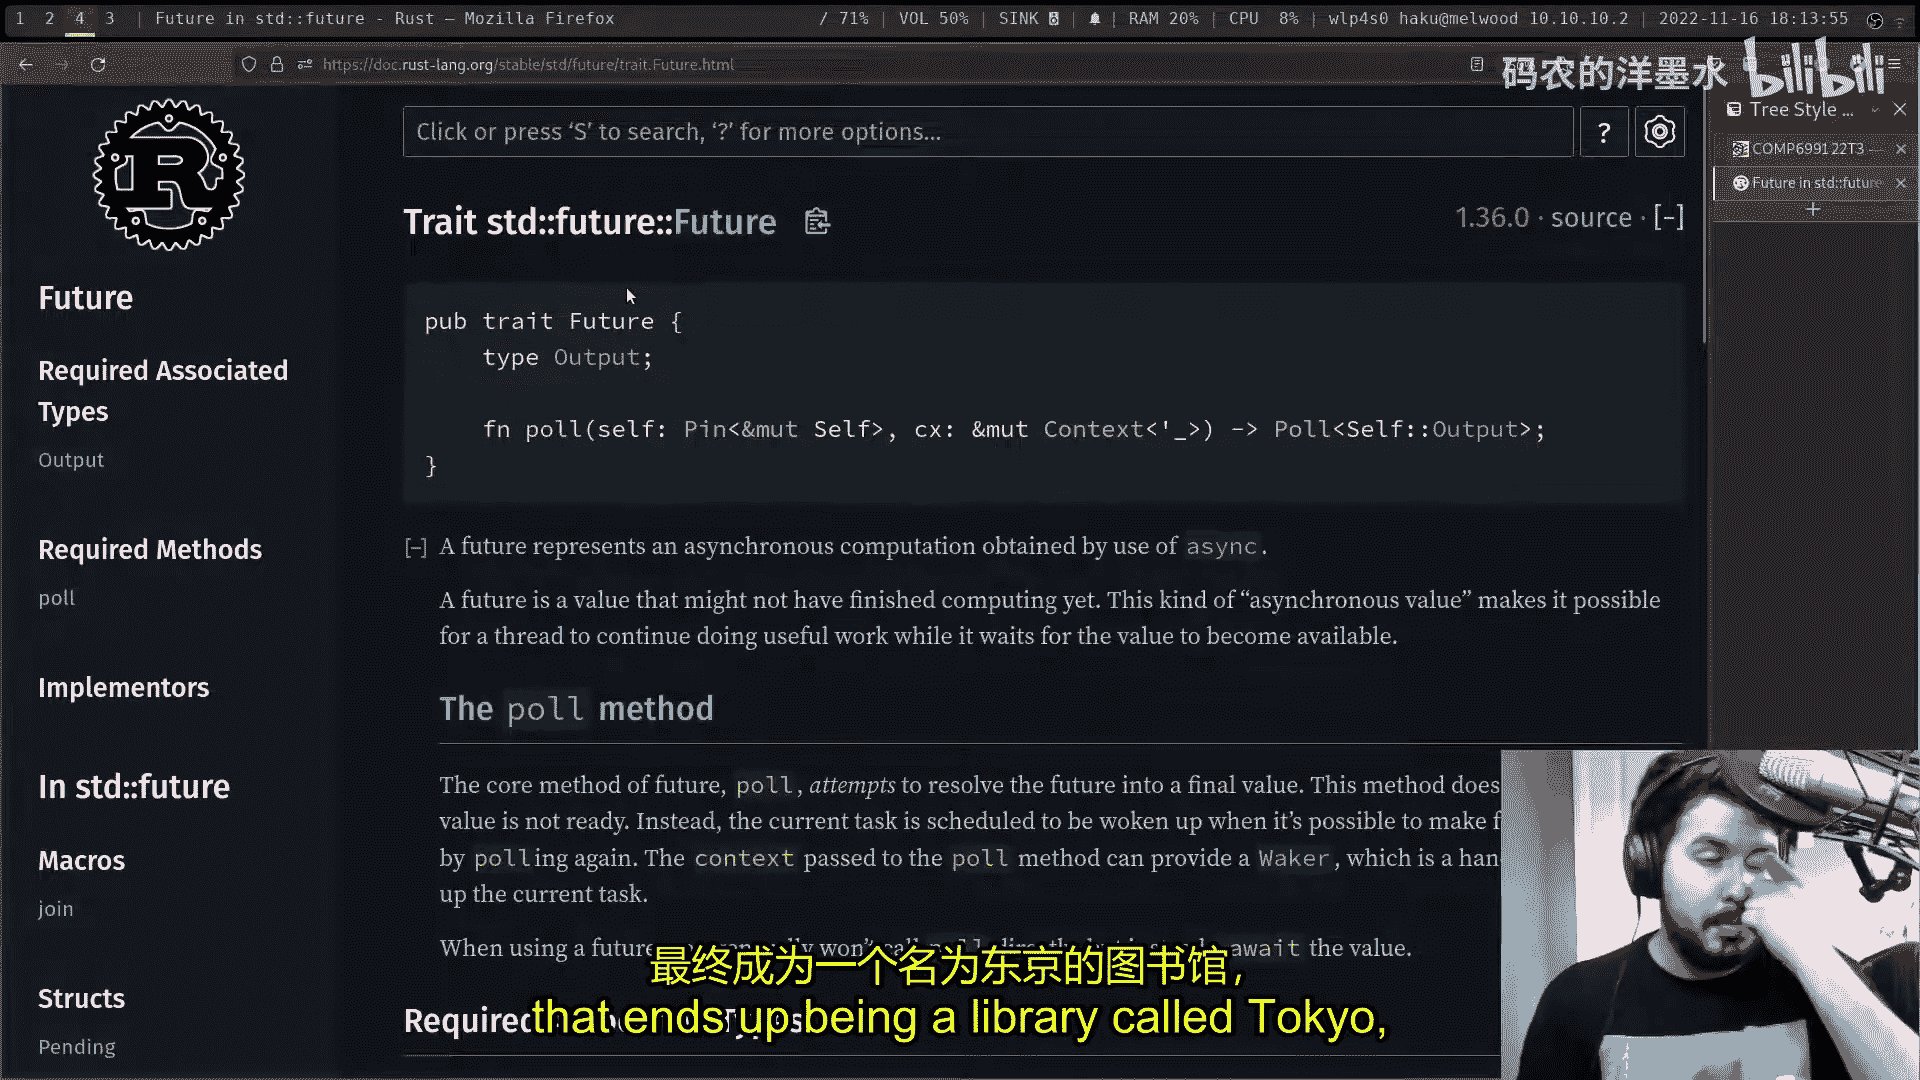 1 2 4 3 | Future in std::future - Rust — Mozilla Firefox
/ 71% | VOL 50% | SINK | | RAM 20% | CPU 8% | wlp4s0 haku@melwood 10.10.10.2 | 2022-11-16 18:13:55
https://doc.rust-lang.org/stable/std/future/trait.Future.html
码农的洋墨水 bilibili
Tree Style ...
COMP699122T3 —
Future in std::future
Click or press ‘S’ to search, ‘?’ for more options...
?
Trait std::future::Future
1.36.0 · source · [−]
Future
Required Associated
Types
Output
Required Methods
poll
Implementors
In std::future
Macros
join
Structs
Pending
pub trait Future {
type Output;
fn poll(self: Pin<&mut Self>, cx: &mut Context<'_>) -> Poll<Self::Output>;
}
[−] A future represents an asynchronous computation obtained by use of async.
A future is a value that might not have finished computing yet. This kind of “asynchronous value” makes it possible
for a thread to continue doing useful work while it waits for the value to become available.
The poll method
The core method of future, poll, attempts to resolve the future into a final value. This method does
value is not ready. Instead, the current task is scheduled to be woken up when it’s possible to make f
by polling again. The context passed to the poll method can provide a Waker, which is a han
up the current task.
When using a future await the value.
Required
最终成为一个名为东京的图书馆，
that ends up being a library called Tokyo,